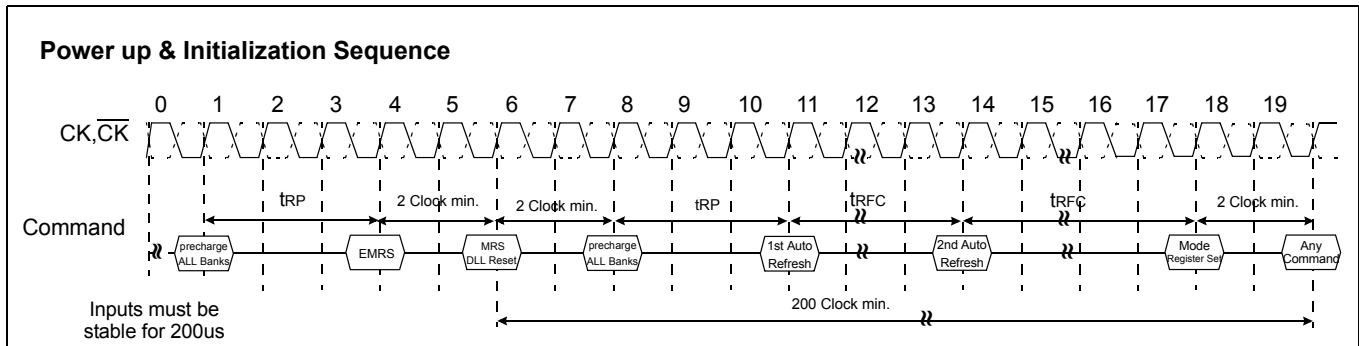 Power up & Initialization Sequence
0 1 2 3 4 5 6 7 8 9 10 11 12 13 14 15 16 17 18 19
CK,CK
tRP 2 Clock min. 2 Clock min. tRP tRFC tRFC 2 Clock min.
Command
precharge
ALL Banks
EMRS
MRS
DLL Reset
precharge
ALL Banks
1st Auto
Refresh
2nd Auto
Refresh
Mode
Register Set
Any
Command
200 Clock min.
Inputs must be
stable for 200us